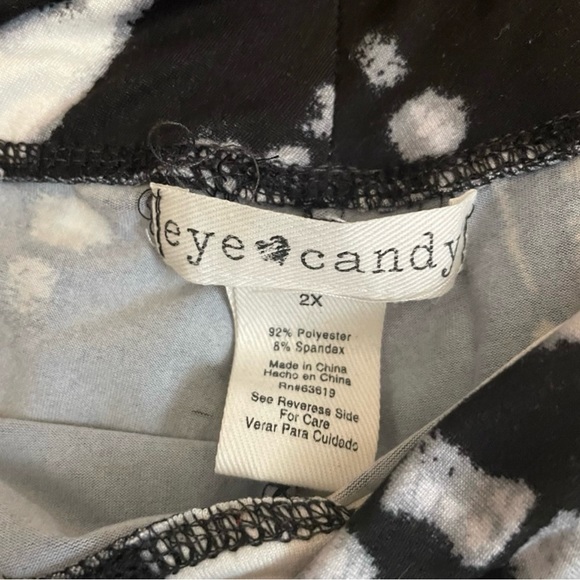 eye candy
2X
92% Polyester
8% Spandex
Made in China
Hacho en China
Rn#63619
See Reverese Side
For Care
Verar Para Cuidado